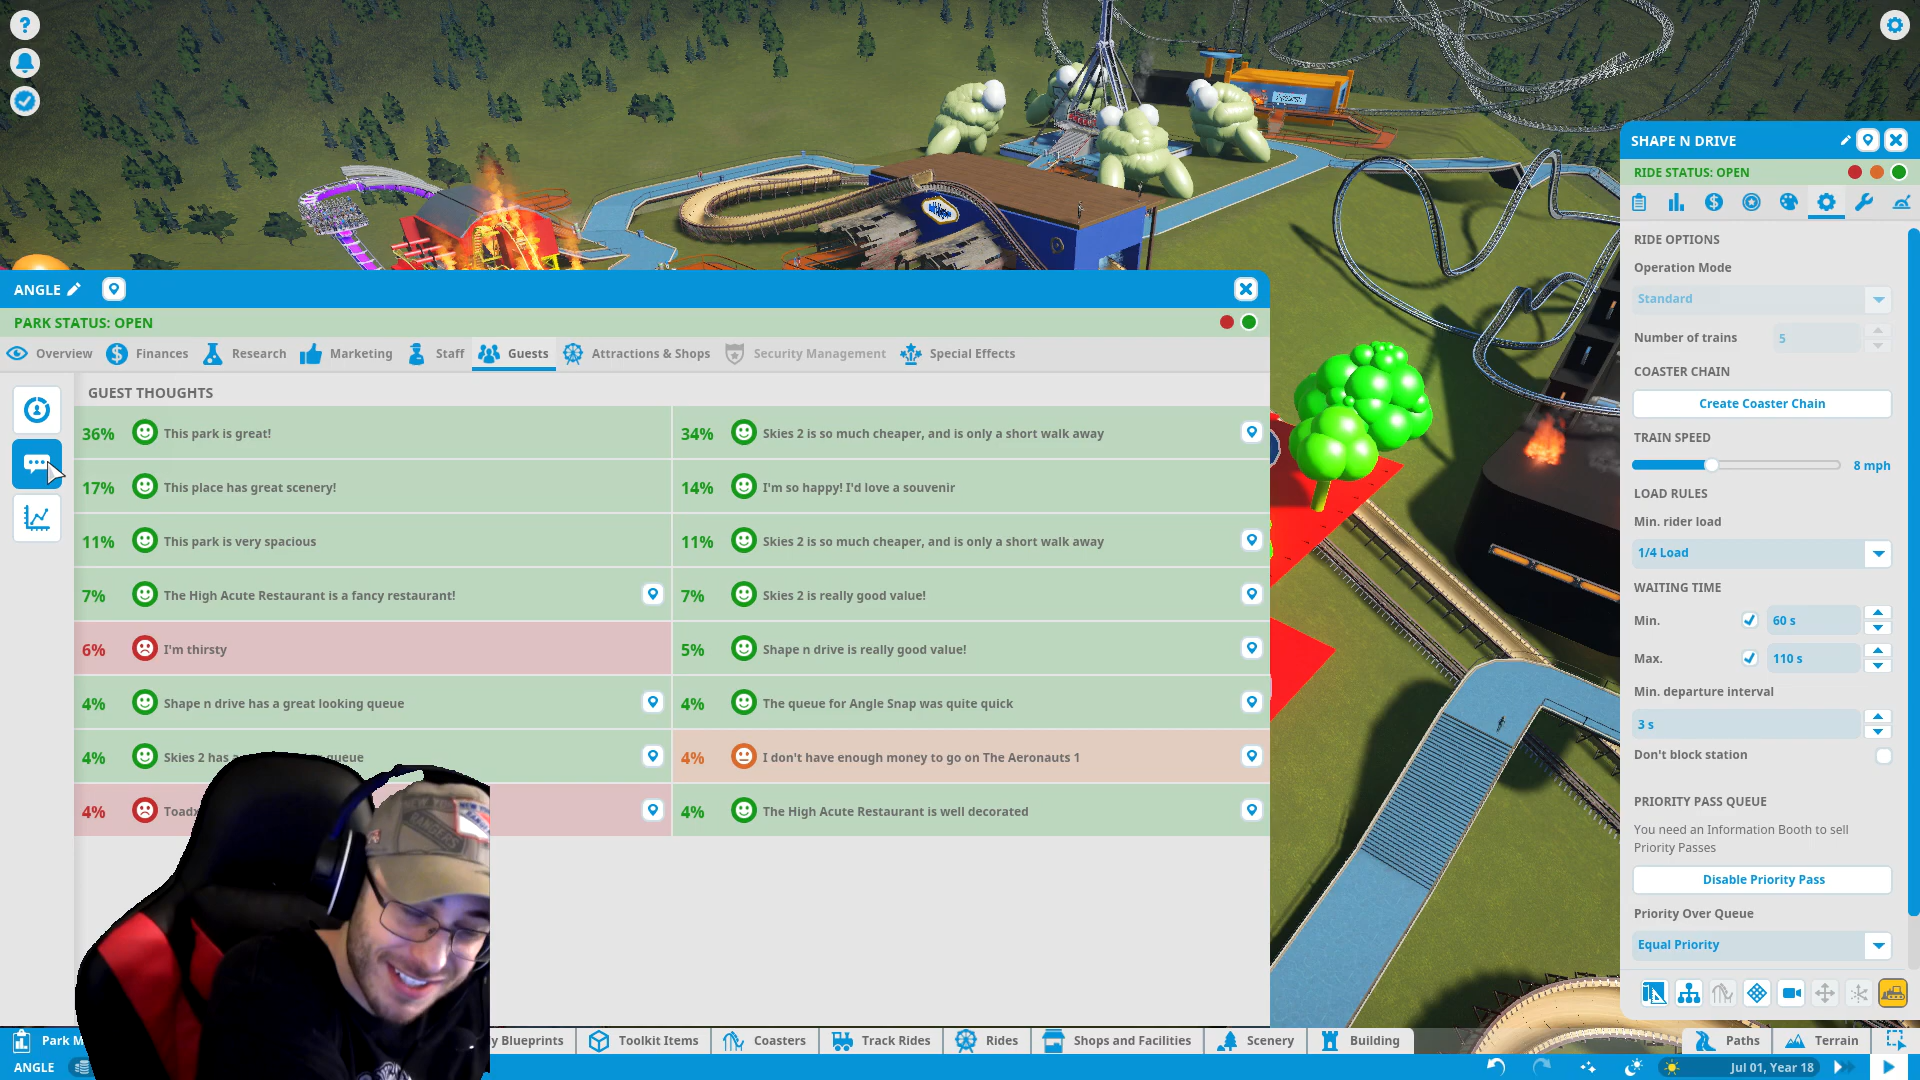 ANGLE
PARK STATUS: OPEN
Overview
Finances
Research
Marketing
Staff
Guests
Attractions & Shops
Security Management
Special Effects
GUEST THOUGHTS
36% This park is great!
34% Skies 2 is so much cheaper, and is only a short walk away
17% This place has great scenery!
14% I'm so happy! I'd love a souvenir
11% This park is very spacious
11% Skies 2 is so much cheaper, and is only a short walk away
7% The High Acute Restaurant is a fancy restaurant!
7% Skies 2 is really good value!
6% I'm thirsty
5% Shape n drive is really good value!
4% Shape n drive has a great looking queue
4% The queue for Angle Snap was quite quick
4% Skies 2 has queue
4% I don't have enough money to go on The Aeronauts 1
4%
4% The High Acute Restaurant is well decorated
SHAPE N DRIVE
RIDE STATUS: OPEN
RIDE OPTIONS
Operation Mode
Standard
Number of trains 5
COASTER CHAIN
Create Coaster Chain
TRAIN SPEED
8 mph
LOAD RULES
Min. rider load
1/4 Load
WAITING TIME
Min. 60 s
Max. 110 s
Min. departure interval
3 s
Don't block station
PRIORITY PASS QUEUE
You need an Information Booth to sell
Priority Passes
Disable Priority Pass
Priority Over Queue
Equal Priority
Park
Blueprints
Toolkit Items
Coasters
Track Rides
Rides
Shops and Facilities
Scenery
Building
Paths
Terrain
ANGLE
Jul 01, Year 18